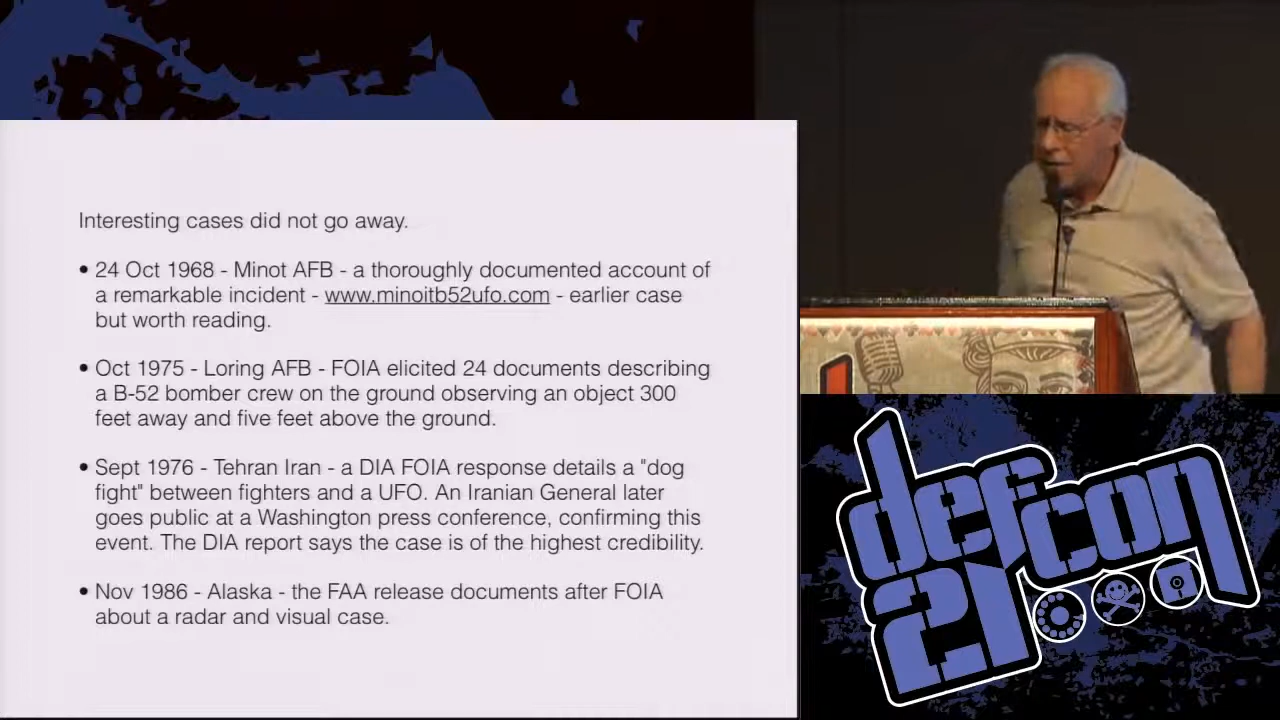 Interesting cases did not go away.
• 24 Oct 1968 - Minot AFB - a thoroughly documented account of
a remarkable incident - www.minoitb52ufo.com - earlier case
but worth reading.
• Oct 1975 - Loring AFB - FOIA elicited 24 documents describing
a B-52 bomber crew on the ground observing an object 300
feet away and five feet above the ground.
• Sept 1976 - Tehran Iran - a DIA FOIA response details a "dog
fight" between fighters and a UFO. An Iranian General later
goes public at a Washington press conference, confirming this
event. The DIA report says the case is of the highest credibility.
• Nov 1986 - Alaska - the FAA release documents after FOIA
about a radar and visual case.
defcon
21